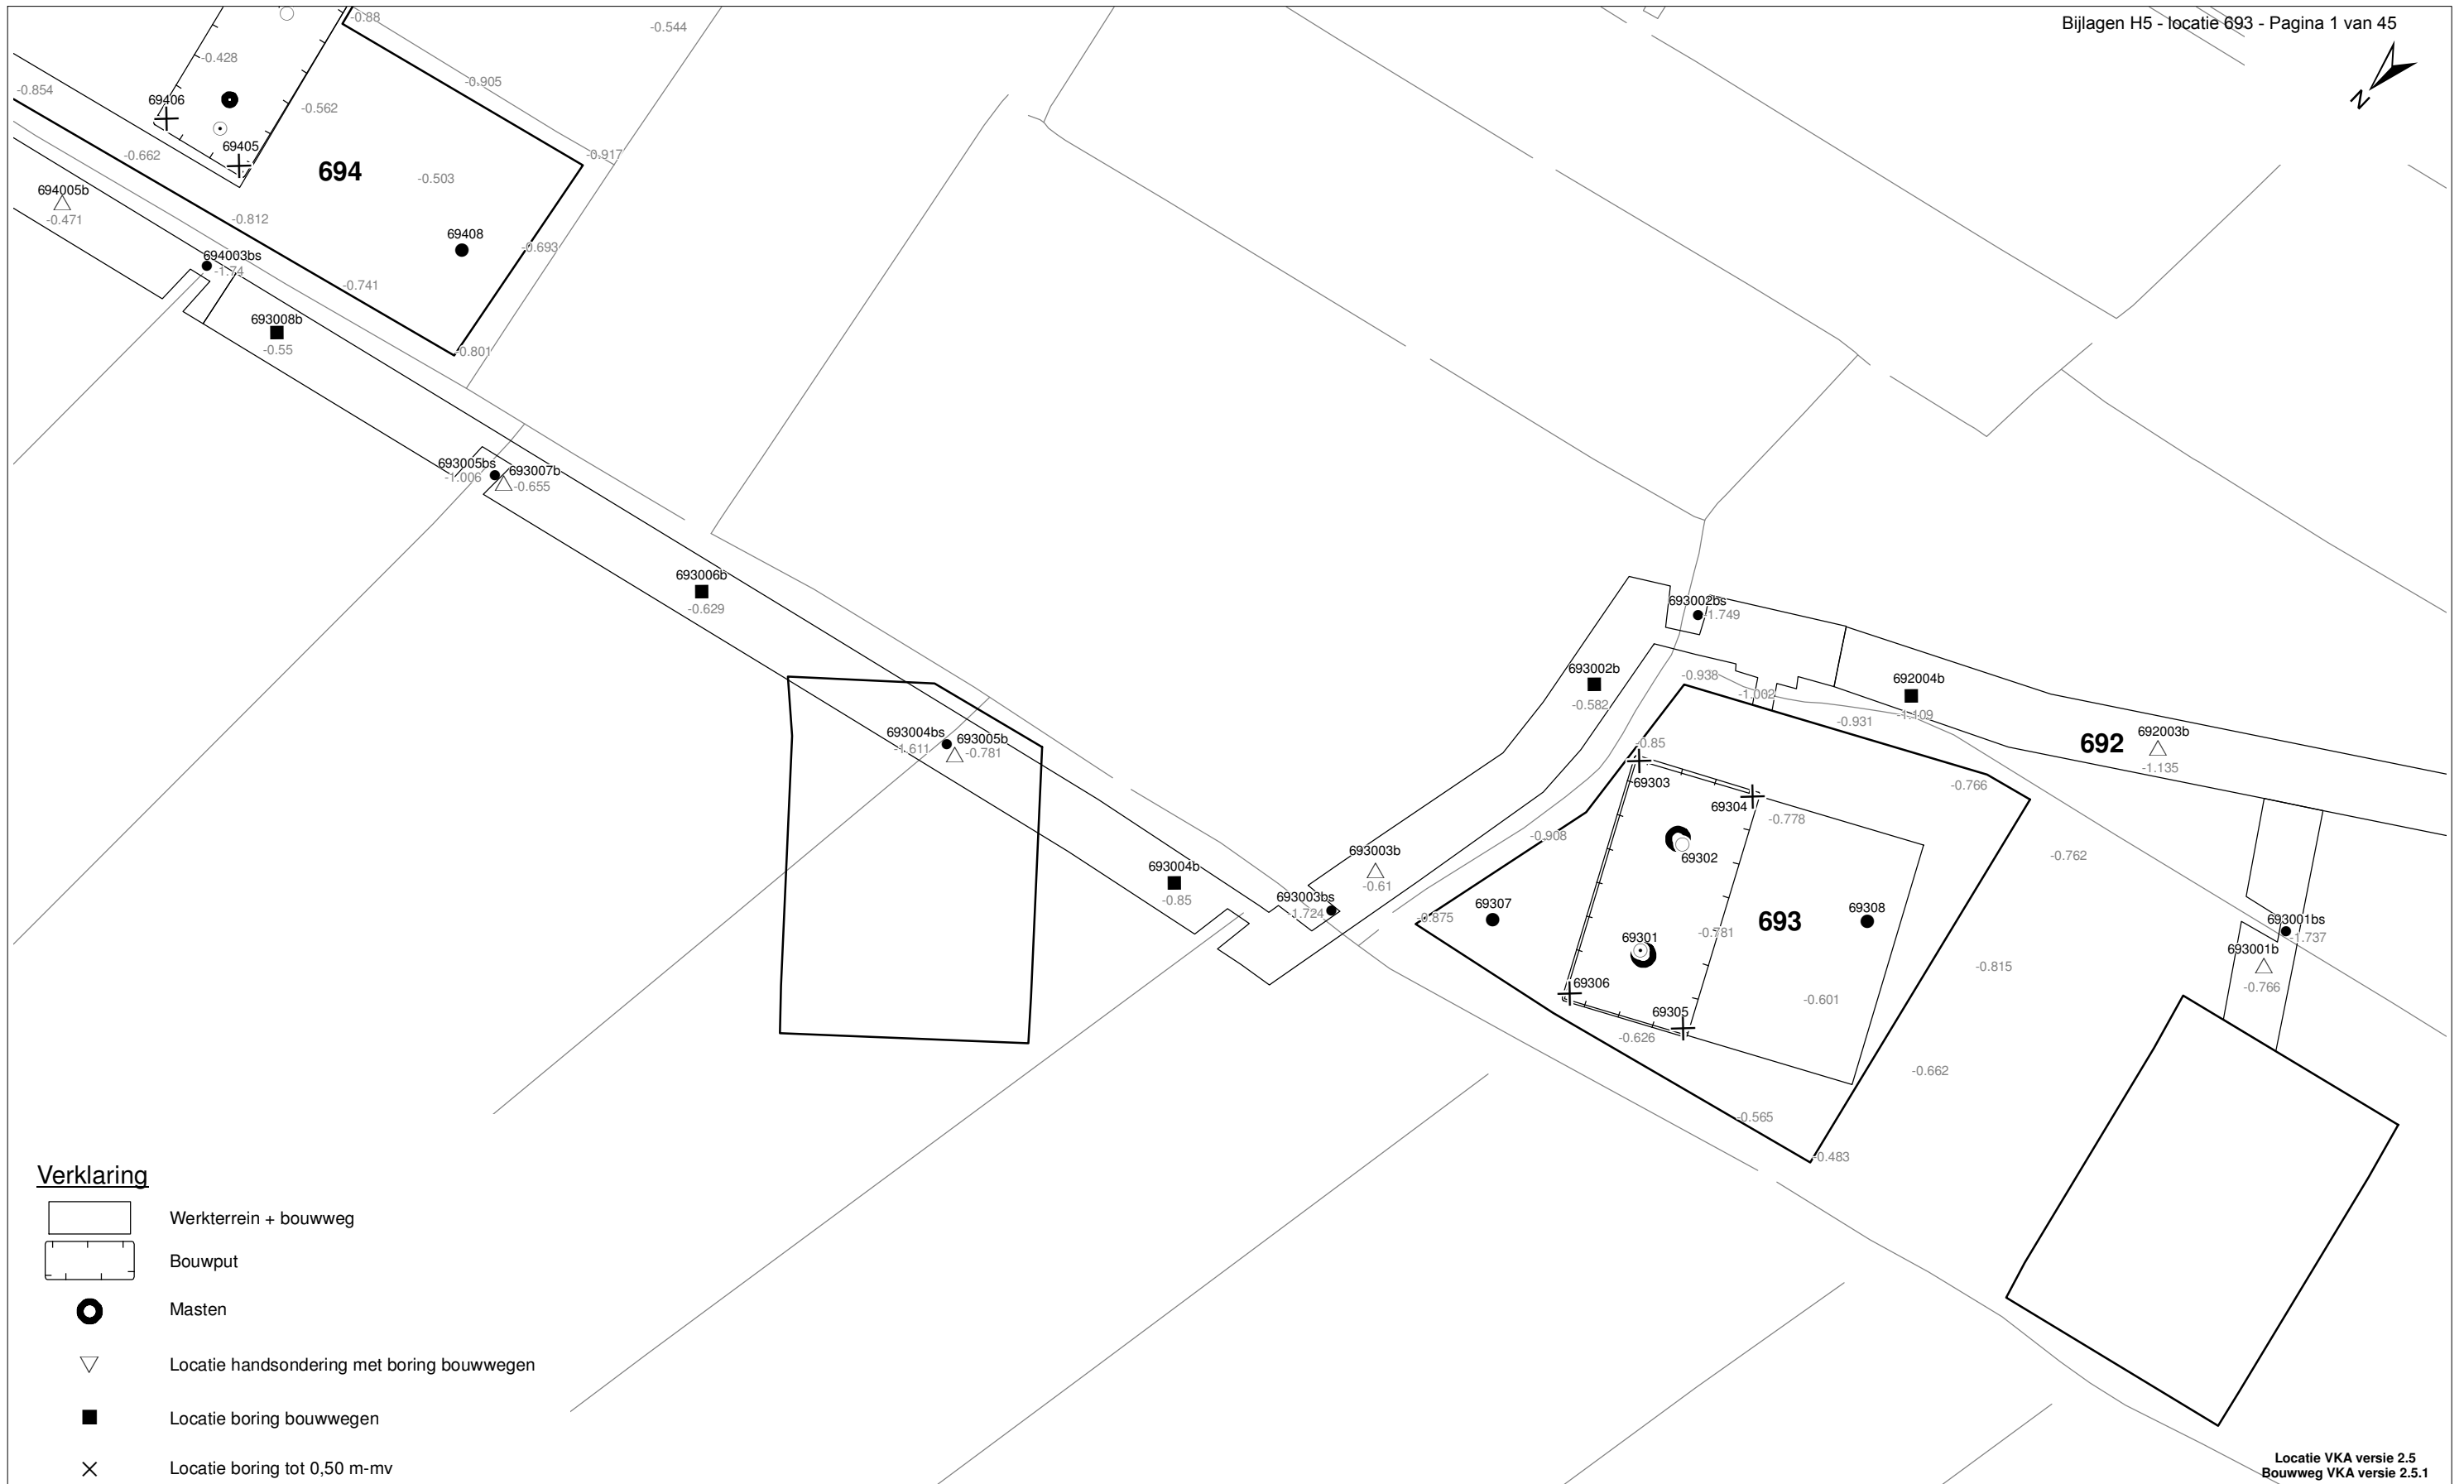 Bijlagen H5 - locatie 693 - Pagina 1 van 45
N
-0.88
-0.544
-0.428
-0.905
-0.854
69406
-0.562
69405
-0.662
694
-0.503
-0.917
694005b
-0.471
-0.812
69408
-0.693
694003bs
-1.74
-0.741
693008b
-0.55
-0.801
693005bs
-1.006
693007b
-0.655
693006b
-0.629
693002bs
-1.749
693002b
-0.582
-0.938
-1.002
692004b
-1.109
-0.931
692
692003b
-1.135
693004bs
-1.611
693005b
-0.781
-0.85
69303
69304
-0.778
-0.766
-0.908
69302
-0.762
693003b
-0.61
693004b
-0.85
693003bs
-1.724
-0.875
69307
693
69308
69301
-0.781
693001bs
-1.737
693001b
-0.766
-0.815
69306
-0.601
69305
-0.626
-0.662
-0.565
-0.483
Verklaring
Werkterrein + bouwweg
Bouwput
Masten
Locatie handsondering met boring bouwwegen
Locatie boring bouwwegen
Locatie boring tot 0,50 m-mv
Locatie VKA versie 2.5
Bouwweg VKA versie 2.5.1